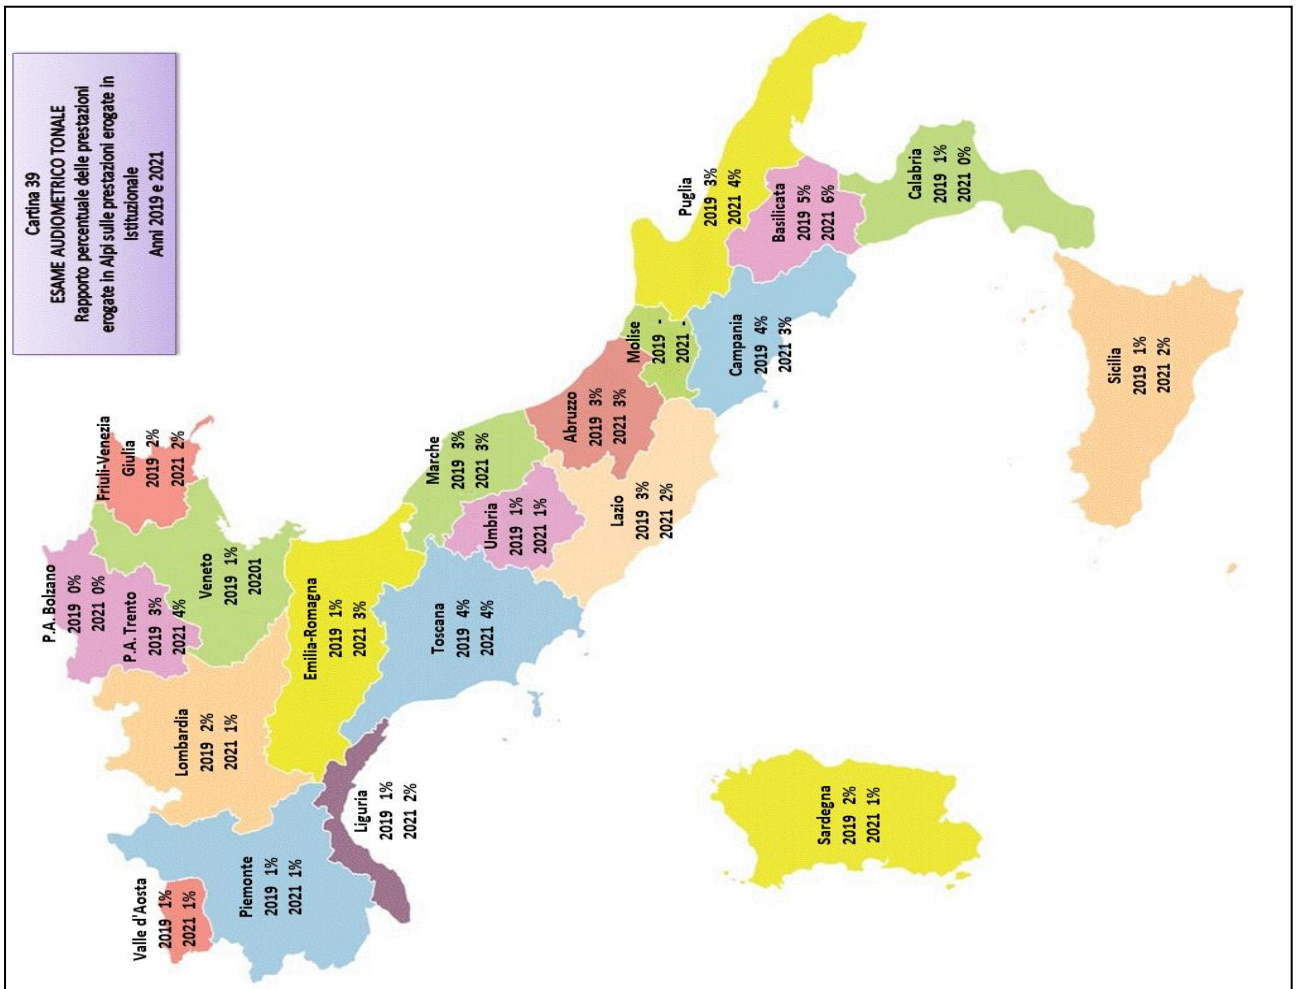 Cartina 39
ESAME AUDIOMETRICO TONALE
Rapporto percentuale delle prestazioni
erogate in Alpi sulle prestazioni erogate in
Istituzionale
Anni 2019 e 2021
P.A. Bolzano
2019 0%
2021 0%
P.A. Trento
2019 3%
2021 4%
Friuli-Venezia
Giulia
2019 2%
2021 2%
Valle d'Aosta
2019 1%
2021 1%
Lombardia
2019 2%
2021 1%
Veneto
2019 1%
20201
Piemonte
2019 1%
2021 1%
Emilia-Romagna
2019 1%
2021 3%
Liguria
2019 1%
2021 2%
Toscana
2019 4%
2021 4%
Marche
2019 3%
2021 3%
Umbria
2019 1%
2021 1%
Abruzzo
2019 3%
2021 3%
Lazio
2019 3%
2021 2%
Molise
2019 -
2021 -
Puglia
2019 3%
2021 4%
Campania
2019 4%
2021 3%
Basilicata
2019 5%
2021 6%
Sardegna
2019 2%
2021 1%
Calabria
2019 1%
2021 0%
Sicilia
2019 1%
2021 2%